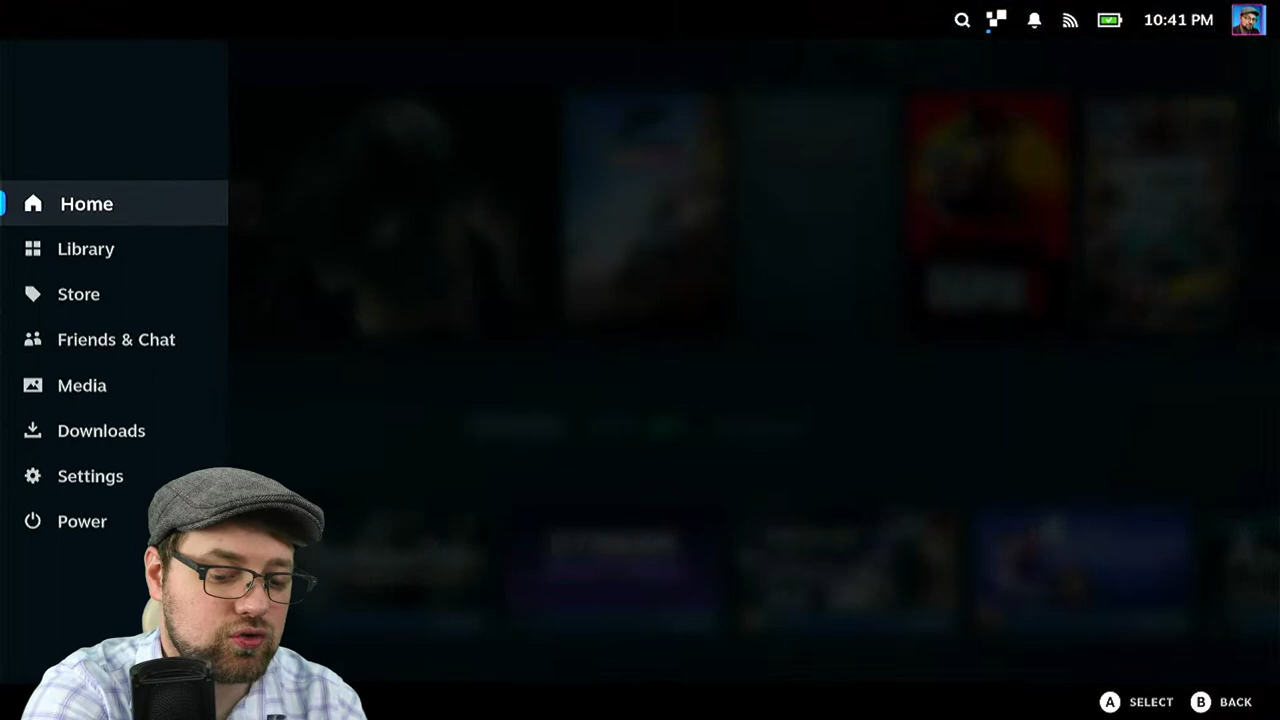 10:41 PM
Home
Library
Store
Friends & Chat
Media
Downloads
Settings
Power
A SELECT B BACK